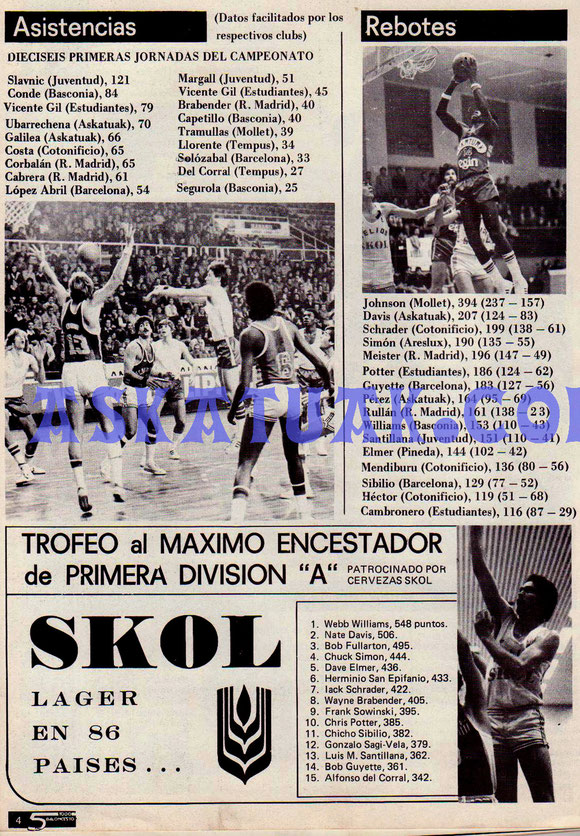 Asistencias
(Datos facilitados por los
respectivos clubs)
DIECISEIS PRIMERAS JORNADAS DEL CAMPEONATO
Slavnic (Juventud), 121
Conde (Basconia), 84
Vicente Gil (Estudiantes), 79
Ubarrechena (Askatuak), 70
Galilea (Askatuak), 66
Costa (Cotonificio), 65
Corbalán (R. Madrid), 65
Cabrera (R. Madrid), 61
López Abril (Barcelona), 54
Margall (Juventud), 51
Vicente Gil (Estudiantes), 45
Brabender (R. Madrid), 40
Capetillo (Basconia), 40
Tramullas (Mollet), 39
Llorente (Tempus), 34
Solózabal (Barcelona), 33
Del Corral (Tempus), 27
Segurola (Basconia), 25
Rebotes
SKOL
Johnson (Mollet), 394 (237 – 157)
Davis (Askatuak), 207 (124 – 83)
Schrader (Cotonificio), 199 (138 – 61)
Simón (Areslux), 190 (135 – 55)
Meister (R. Madrid), 196 (147 – 49)
Potter (Estudiantes), 186 (124 – 62)
Guyette (Barcelona), 183 (127 – 56)
Pérez (Askatuak), 164 (95 – 69)
Rullán (R. Madrid), 161 (138 – 23)
Williams (Basconia), 153 (110 – 43)
Santillana (Juventud), 151 (110 – 41)
Elmer (Pineda), 144 (102 – 42)
Mendiburu (Cotonificio), 136 (80 – 56)
Sibilio (Barcelona), 129 (77 – 52)
Héctor (Cotonificio), 119 (51 – 68)
Cambronero (Estudiantes), 116 (87 – 29)
ASKATUAK.COM
TROFEO al MAXIMO ENCESTADOR
de PRIMERA DIVISION "A"
PATROCINADO POR
CERVEZAS SKOL
SKOL
LAGER
EN 86
PAISES . . .
1. Webb Williams, 548 puntos.
2. Nate Davis, 506.
3. Bob Fullarton, 495.
4. Chuck Simon, 444.
5. Dave Elmer, 436.
6. Herminio San Epifanio, 433.
7. Jack Schrader, 422.
8. Wayne Brabender, 405.
9. Frank Sowinski, 395.
10. Chris Potter, 385.
11. Chicho Sibilio, 382.
12. Gonzalo Sagi-Vela, 379.
13. Luis M. Santillana, 362.
14. Bob Guyette, 361.
15. Alfonso del Corral, 342.
SKOL
4
5 TODO
BALONCESTO